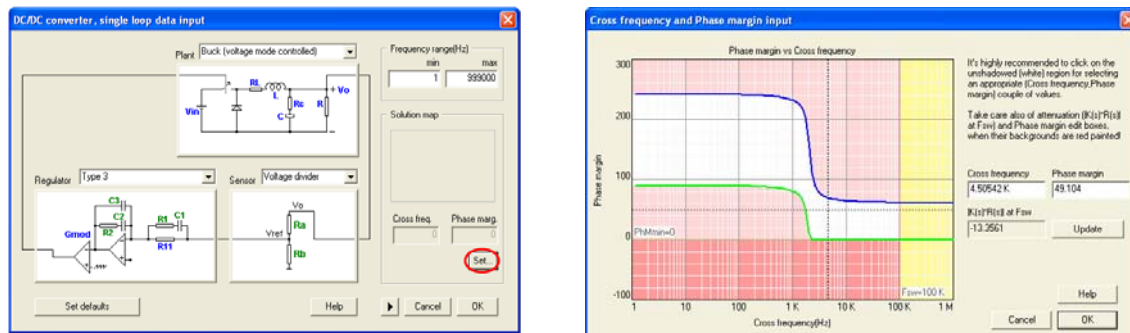 DC/DC converter, single loop data input
Plant Buck (voltage mode controlled)
Frequency range(Hz)
min max
1 999000
RL
L
+ Vo
Vin
Rc
C
R
Solution map
Regulator Type 3
Sensor Voltage divider
C3
C2
R2
R1 C1
R11
Gmod
Vo
Ra
Vref
Rb
Cross freq. Phase marg.
0 0
Set...
Set defaults
Help
Cancel
OK
Cross frequency and Phase margin input
Phase margin vs Cross frequency
300
200
100
0
-100
Phase margin
PhMmin=0
Fsw=100 K
1 10 100 1 K 10 K 100 K 1 M
Cross frequency(Hz)
It's highly recommended to click on the
unshadowed (white) region for selecting
an appropriate (Cross frequency,Phase
margin) couple of values.
Take care also of attenuation (|K(s)*R(s)|
at Fsw) and Phase margin edit boxes,
when their backgrounds are red painted!
Cross frequency Phase margin
4.50542 K 49.104
|K(s)*R(s)| at Fsw
-13.3561
Update
Help
Cancel
OK